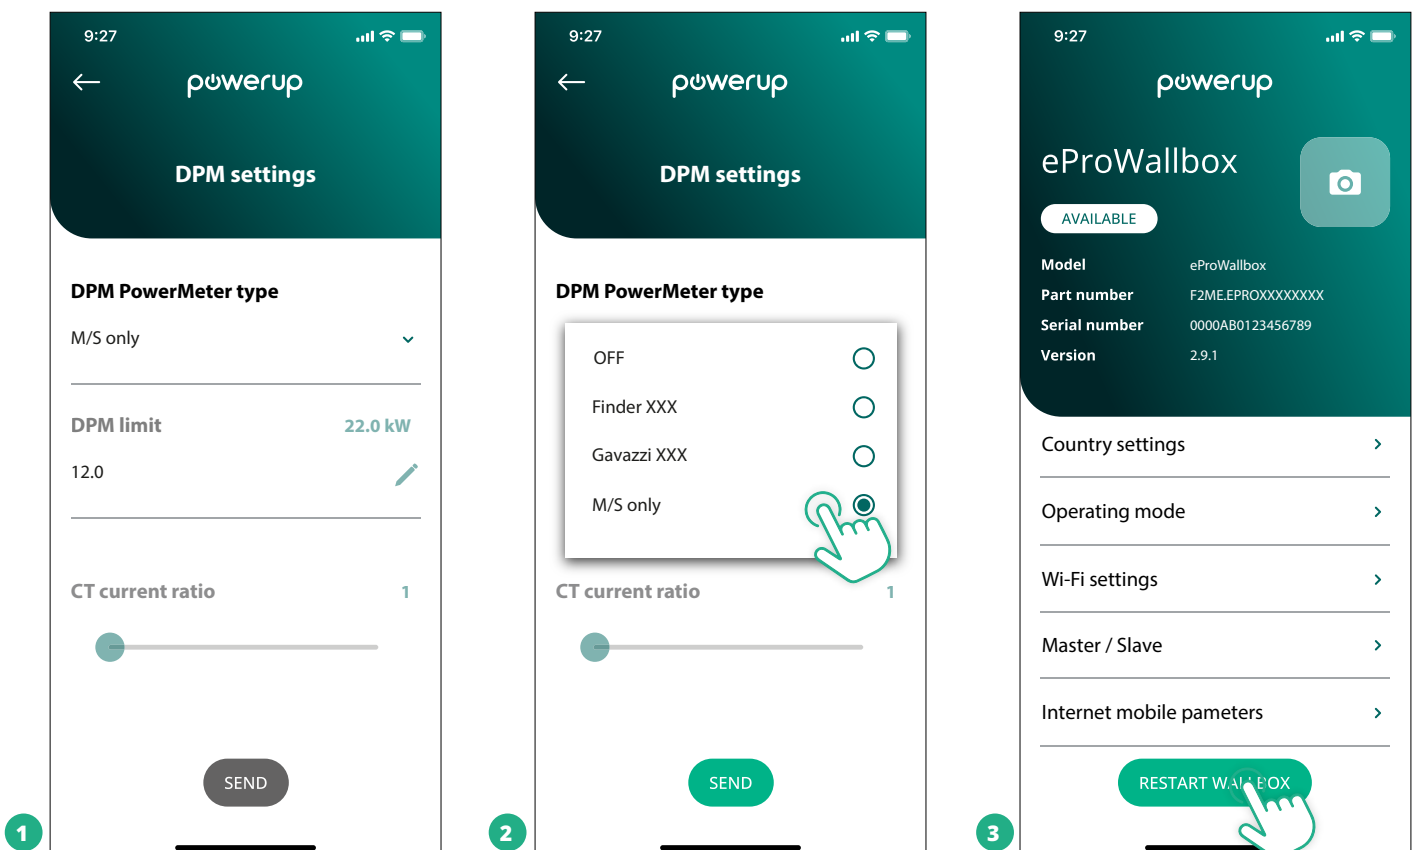 9:27
powerup
DPM settings
DPM PowerMeter type
M/S only
DPM limit 22.0 kW
12.0
CT current ratio 1
SEND
1
9:27
powerup
DPM settings
DPM PowerMeter type
OFF
Finder XXX
Gavazzi XXX
M/S only
CT current ratio 1
SEND
2
9:27
powerup
eProWallbox
AVAILABLE
Model eProWallbox
Part number F2ME.EPROXXXXXXXX
Serial number 0000AB0123456789
Version 2.9.1
Country settings
Operating mode
Wi-Fi settings
Master / Slave
Internet mobile pameters
RESTART WALLBOX
3